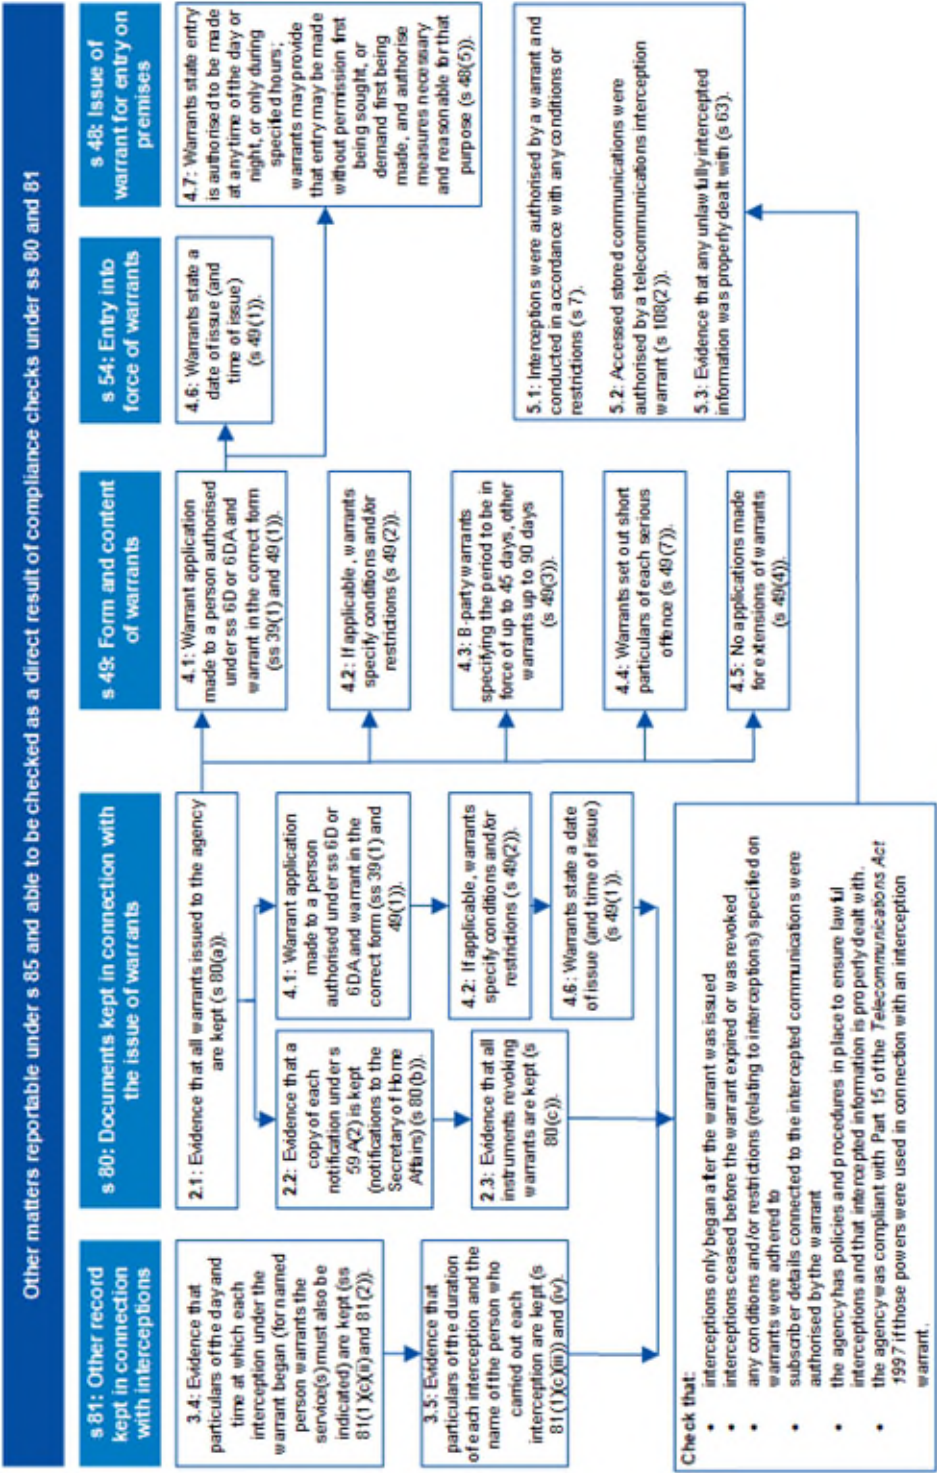 Other matters reportable under s 85 and able to be checked as a direct result of compliance checks under ss 80 and 81
s 81: Other record
kept in connection
with interceptions
3.4: Evidence that
particulars of the day and
time at which each
interception under the
warrant began (for named
person warrants the
service(s) must also be
indicated) are kept (ss
81(1)(c)(ii) and 81(2)).
3.5: Evidence that
particulars of the duration
of each interception and the
name of the person who
carried out each
interception are kept (s
81(1)(c)(iii)) and (iv).
s 80: Documents kept in connection with
the issue of warrants
2.1: Evidence that all warrants issued to the agency
are kept (s 80(a)).
2.2: Evidence that a
copy of each
notification under s
59A(2) is kept
(notifications to the
Secretary of Home
Affairs) (s 80(b)).
2.3: Evidence that all
instruments revoking
warrants are kept (s
80(c)).
4.1: Warrant application
made to a person
authorised under ss 6D or
6DA and warrant in the
correct form (ss 39(1) and
49(1)).
4.2: If applicable, warrants
specify conditions and/or
restrictions (s 49(2)).
4.6: Warrants state a date
of issue (and time of issue)
(s 49(1)).
s 49: Form and content
of warrants
4.1: Warrant application
made to a person authorised
under ss 6D or 6DA and
warrant in the correct form
(ss 39(1) and 49(1)).
4.2: If applicable, warrants
specify conditions and/or
restrictions (s 49(2)).
4.3: B-party warrants
specifying the period to be in
force of up to 45 days, other
warrants up to 90 days
(s 49(3)).
4.4: Warrants set out short
particulars of each serious
offence (s 49(7)).
4.5: No applications made
for extensions of warrants
(s 49(4)).
s 54: Entry into
force of warrants
4.6: Warrants state a
date of issue (and
time of issue)
(s 49(1)).
s 48: Issue of
warrant for entry on
premises
4.7: Warrants state entry
is authorised to be made
at any time of the day or
night, or only during
specified hours;
warrants may provide
that entry may be made
without permission first
being sought, or
demand first being
made, and authorise
measures necessary
and reasonable for that
purpose (s 48(5)).
Check that:
• interceptions only began after the warrant was issued
• interceptions ceased before the warrant expired or was revoked
• any conditions and/or restrictions (relating to interceptions) specified on
warrants were adhered to
• subscriber details connected to the intercepted communications were
authorised by the warrant
• the agency has policies and procedures in place to ensure lawful
interceptions and that intercepted information is properly dealt with.
• the agency was compliant with Part 15 of the Telecommunications Act
1997 if those powers were used in connection with an interception
warrant.
5.1: Interceptions were authorised by a warrant and
conducted in accordance with any conditions or
restrictions (s 7).
5.2: Accessed stored communications were
authorised by a telecommunications interception
warrant (s 108(2)).
5.3: Evidence that any unlawfully intercepted
information was properly dealt with (s 63).